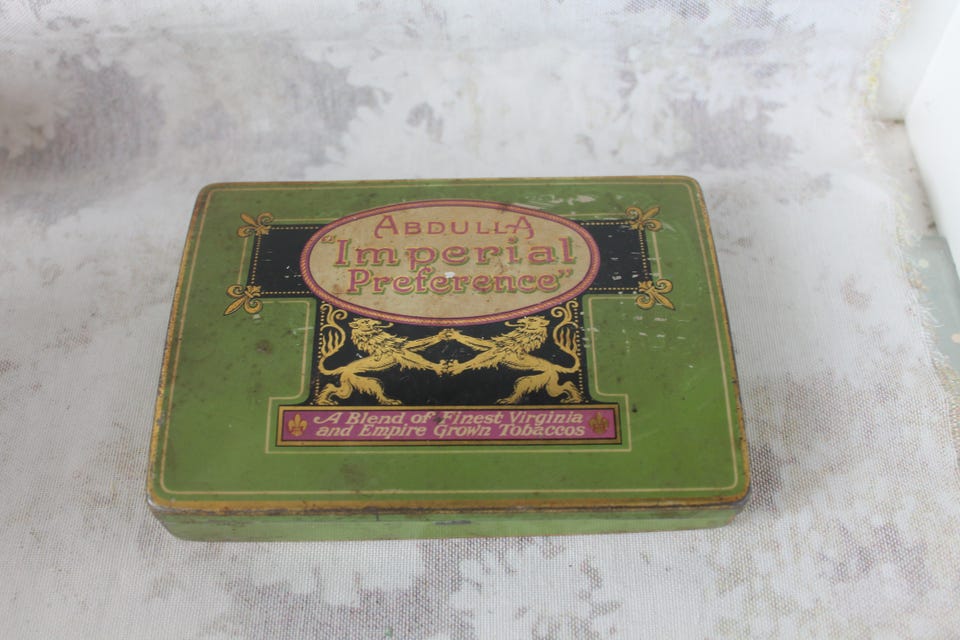 ABDULLA
"Imperial
Preference"
A Blend of Finest Virginia
and Empire Grown Tobaccos